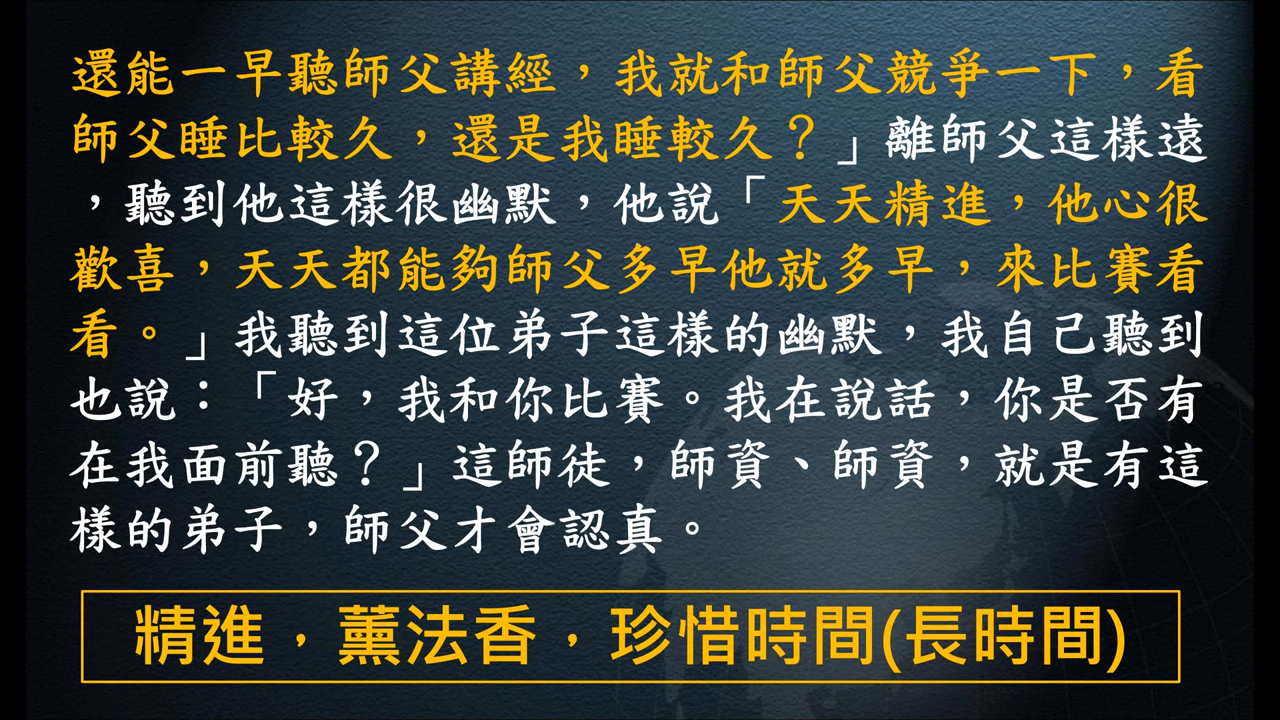 還能一早聽師父講經，我就和師父競爭一下，看
師父睡比較久，還是我睡較久？」離師父這樣遠
，聽到他這樣很幽默，他說「天天精進，他心很
歡喜，天天都能夠師父多早他就多早，來比賽看
看。」我聽到這位弟子這樣的幽默，我自己聽到
也說：「好，我和你比賽。我在說話，你是否有
在我面前聽？」這師徒，師資、師資，就是有這
樣的弟子，師父才會認真。
精進，薰法香，珍惜時間(長時間)